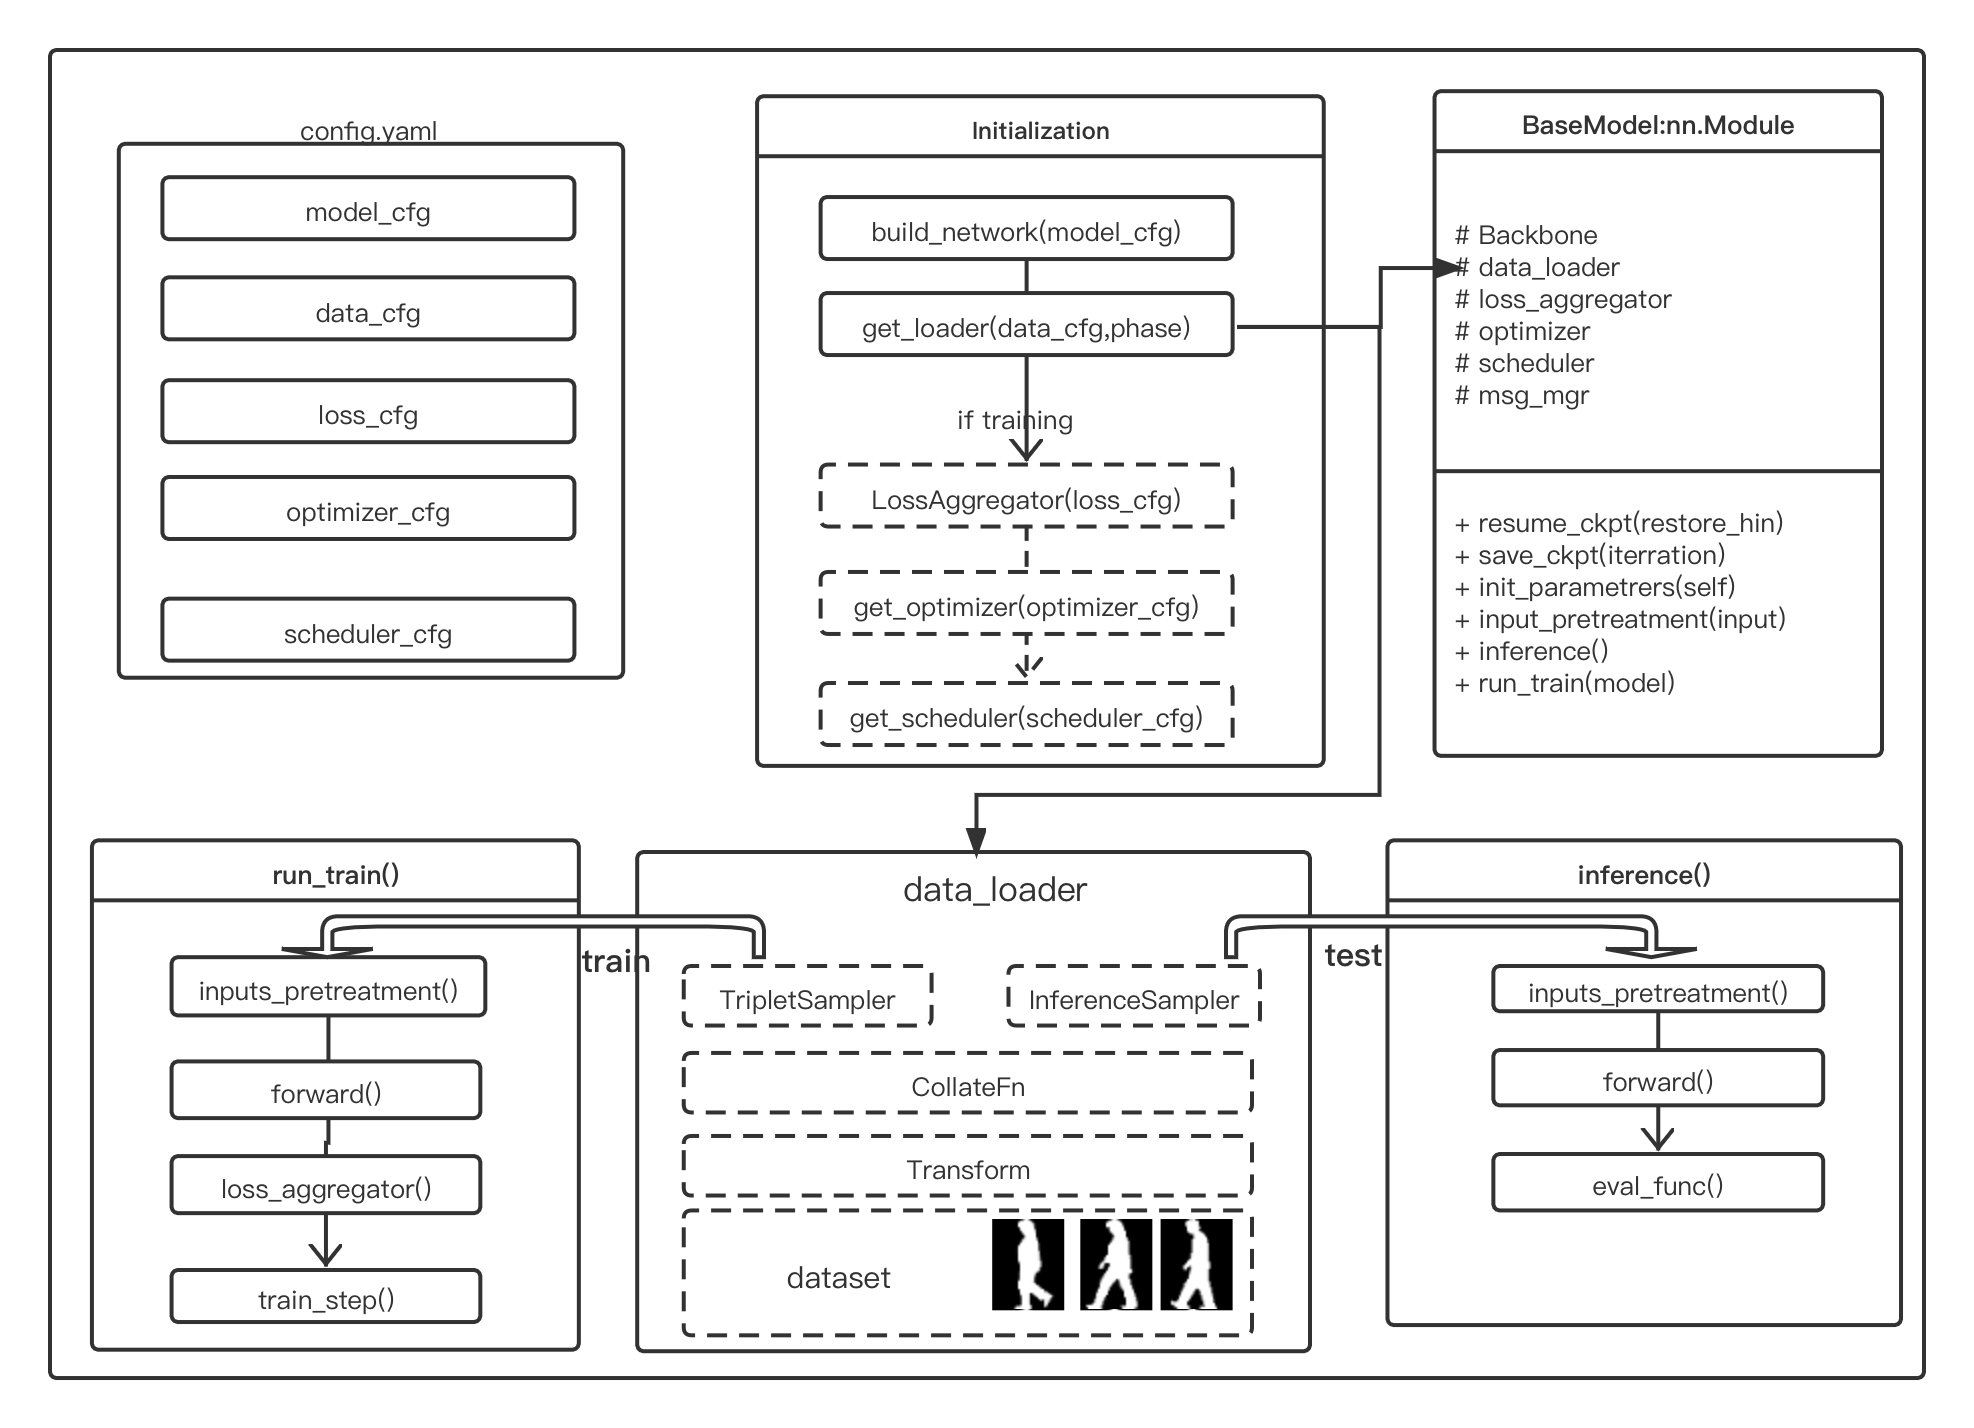 config.yaml
model_cfg
data_cfg
loss_cfg
optimizer_cfg
scheduler_cfg
Initialization
build_network(model_cfg)
get_loader(data_cfg,phase)
if training
LossAggregator(loss_cfg)
get_optimizer(optimizer_cfg)
get_scheduler(scheduler_cfg)
BaseModel:nn.Module
# Backbone
# data_loader
# loss_aggregator
# optimizer
# scheduler
# msg_mgr
+ resume_ckpt(restore_hin)
+ save_ckpt(iterration)
+ init_parametrers(self)
+ input_pretreatment(input)
+ inference()
+ run_train(model)
run_train()
inputs_pretreatment()
forward()
loss_aggregator()
train_step()
train
data_loader
TripletSampler
InferenceSampler
CollateFn
Transform
dataset
test
inference()
inputs_pretreatment()
forward()
eval_func()